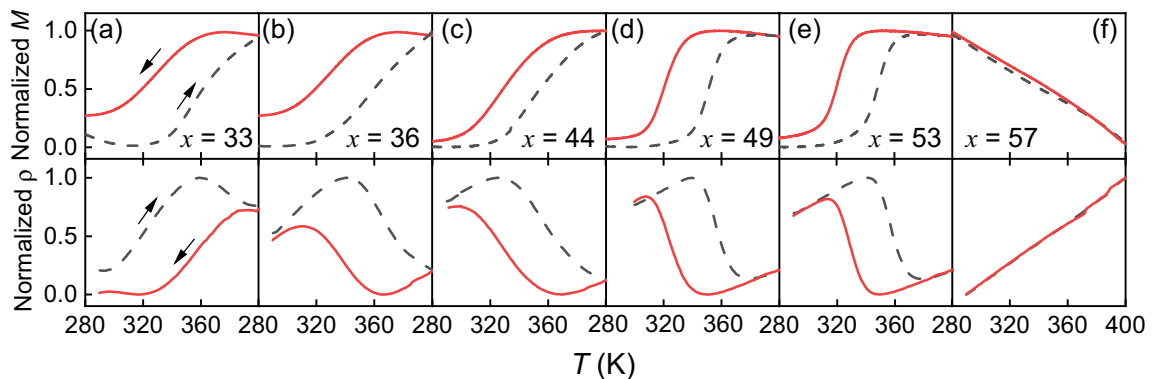 Normalized M
1.0
0.5
0.0
(a)
x = 33
(b)
x = 36
(c)
x = 44
(d)
x = 49
(e)
x = 53
(f)
x = 57
Normalized ρ
1.0
0.5
0.0
280 320 360 280 320 360 280 320 360 280 320 360 280 320 360 280 320 360 400
T (K)